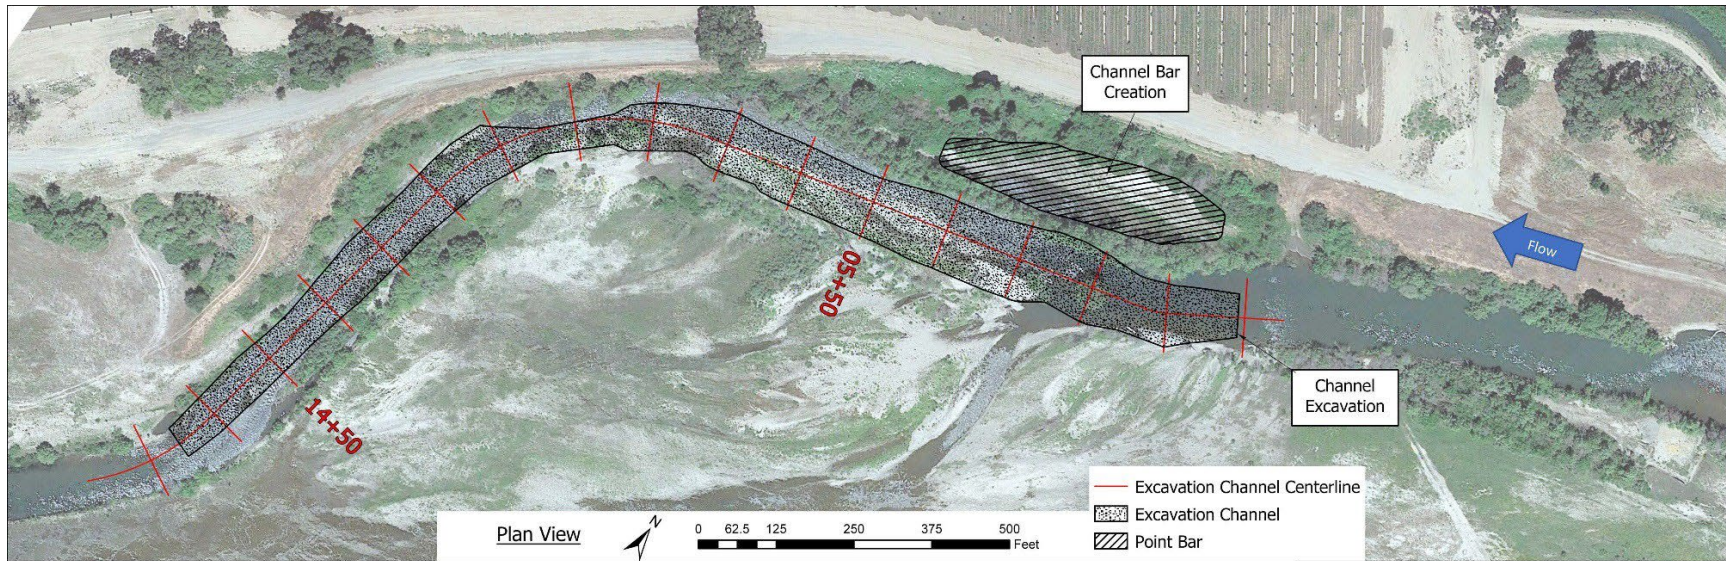 Channel Bar
Creation
Flow
05+50
Channel
Excavation
14+50
Excavation Channel Centerline
Excavation Channel
Point Bar
Plan View
N
0 62.5 125 250 375 500
Feet